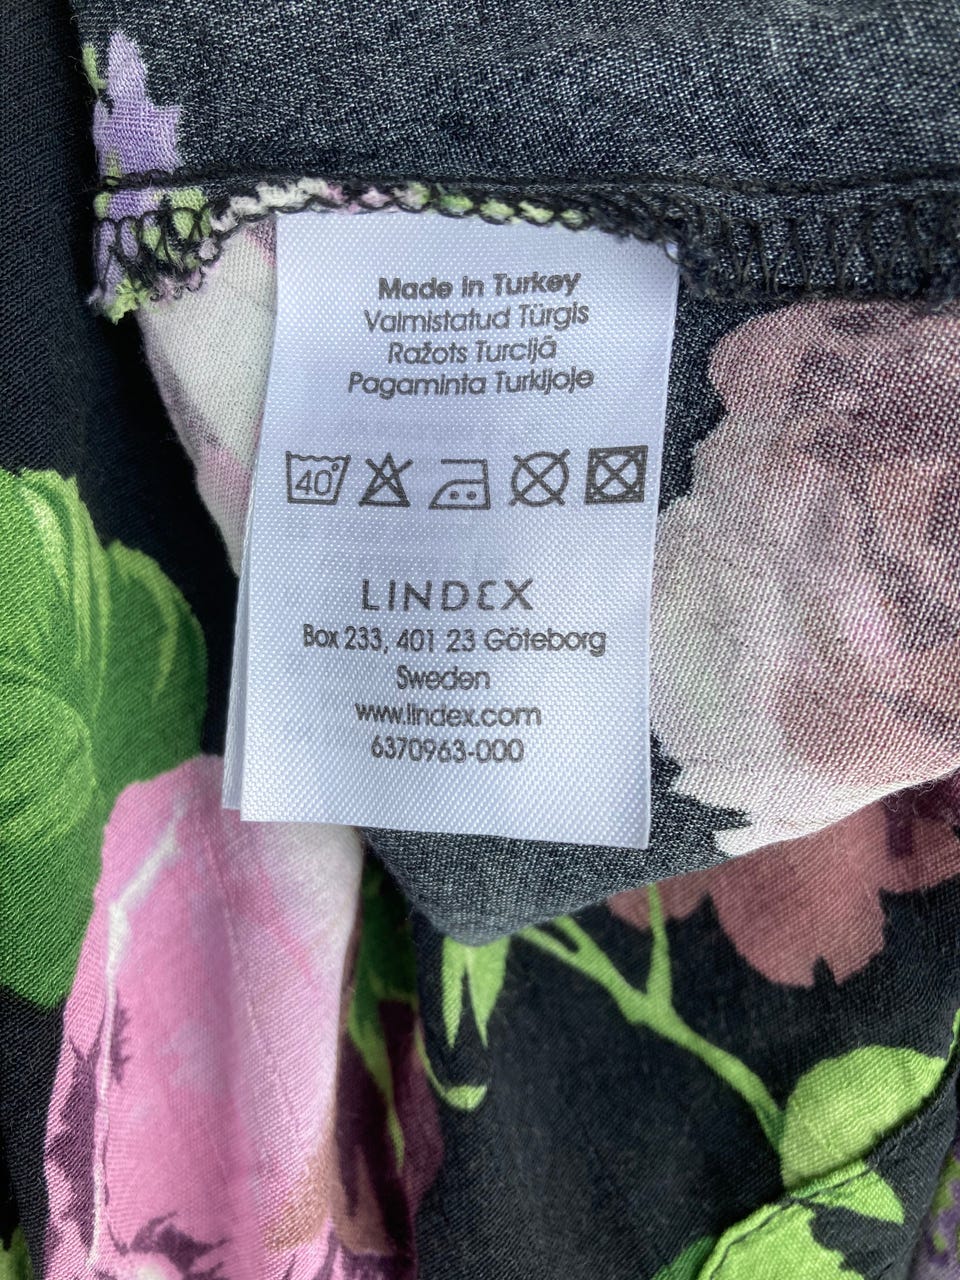 Made in Turkey
Valmistatud Türgis
Ražots Turcijā
Pagaminta Turkijoje
40°
LINDEX
Box 233, 401 23 Göteborg
Sweden
www.lindex.com
6370963-000